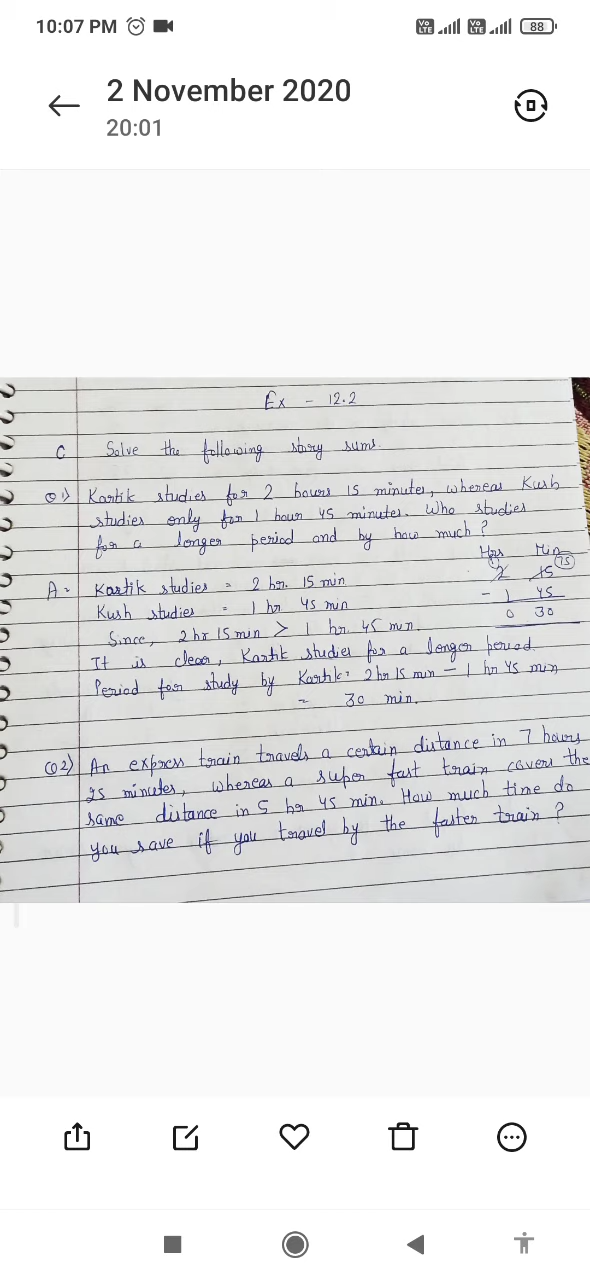 10:07 PM
Vo LTE Vo LTE 88
2 November 2020
20:01
Ex - 12.2
C Solve the following story sums.
Q1) Kartik studies for 2 hours 15 minutes, whereas Kush
studies only for 1 hour 45 minutes. Who studies
for a longer period and by how much?
Hrs Min
A- Kartik studies = 2 hr. 15 min
1 75
2 15
Kush studies = 1 hr 45 min
- 1 45
Since, 2 hr 15 min > 1 hr 45 min.
0 30
It is clear, Kartik studies for a longer period.
Period for study by Kartik = 2 hr 15 min - 1 hr 45 min
= 30 min.
Q2) An express train travels a certain distance in 7 hours
25 minutes, whereas a super fast train covers the
same distance in 5 hr 45 min. How much time do
you save if you travel by the faster train?